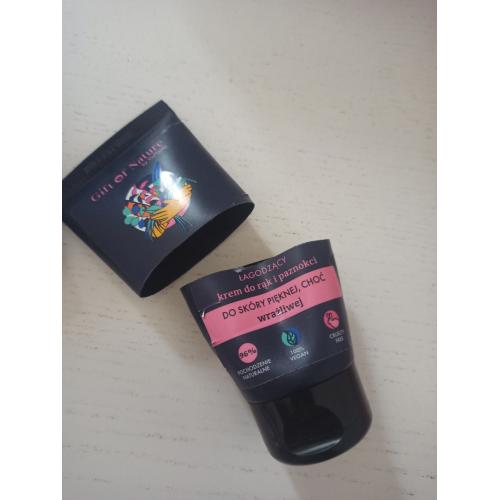 Gift Of Nature
ŁAGODZĄCY
krem do rąk i paznokci
DO SKÓRY PIĘKNEJ, CHOĆ
wrażliwej
96%
POCHODZENIE
NATURALNE
100%
VEGAN
CRUELTY
FREE